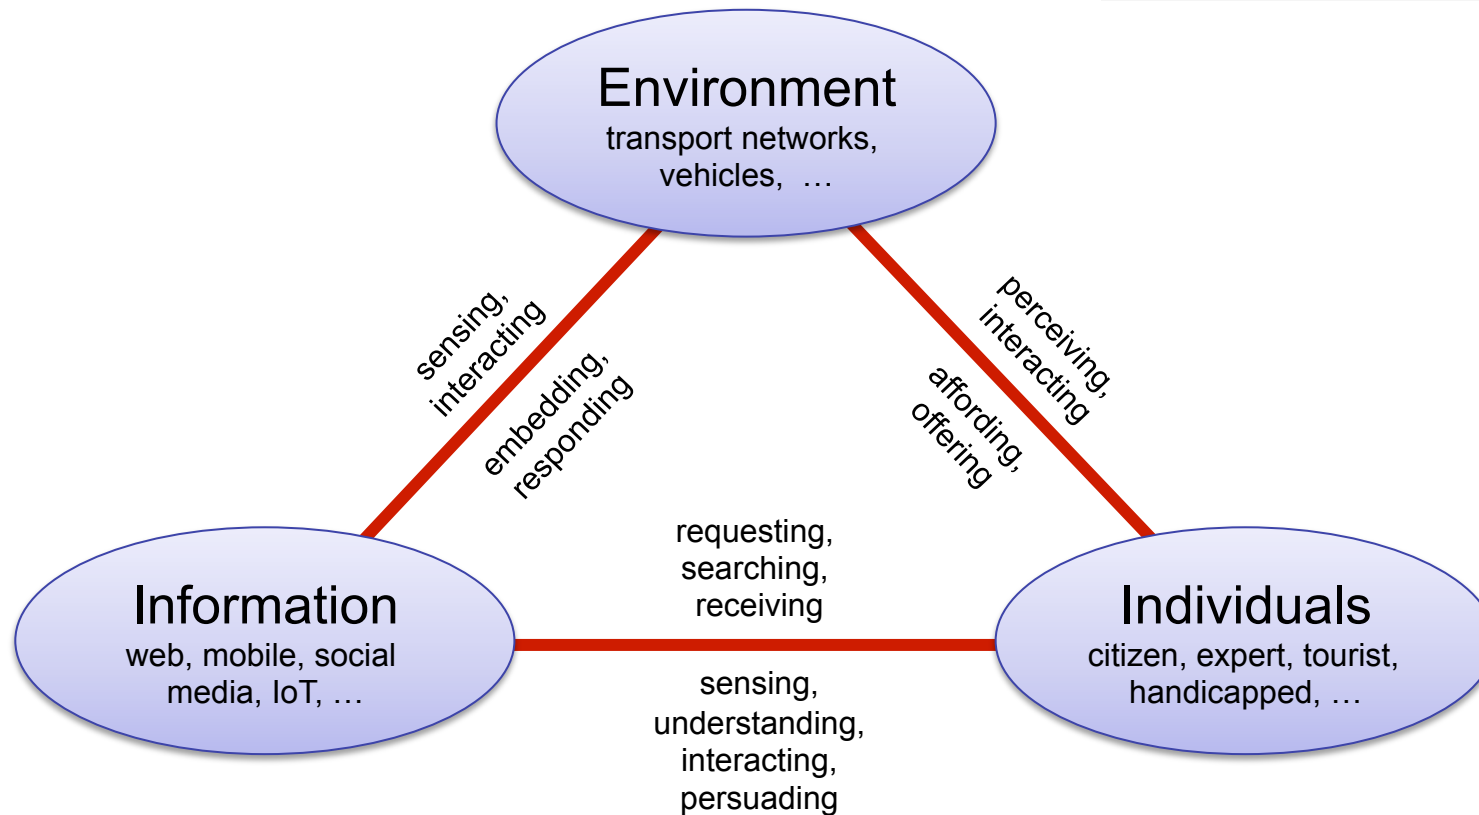 Environment
transport networks,
vehicles, …
sensing,
interacting
embedding,
responding
perceiving,
interacting
affording,
offering
requesting,
searching,
receiving
Information
web, mobile, social
media, IoT, …
Individuals
citizen, expert, tourist,
handicapped, …
sensing,
understanding,
interacting,
persuading